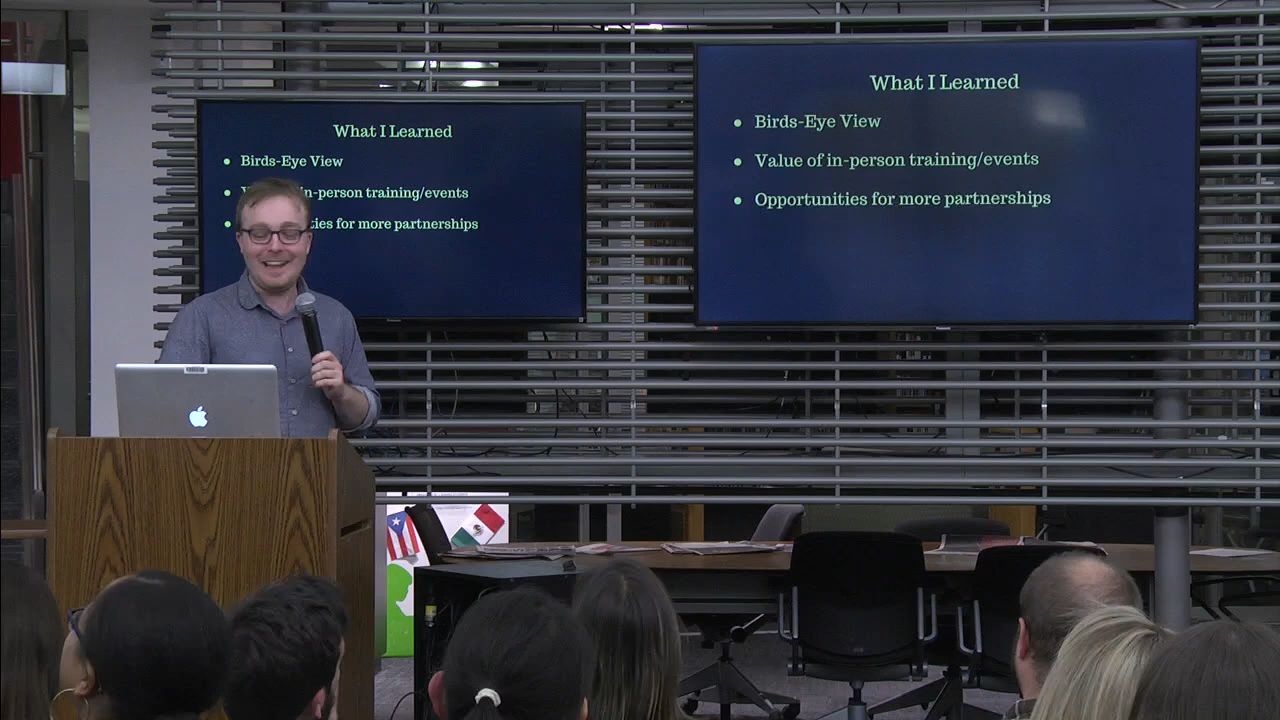 What I Learned
Birds-Eye View
in-person training/events
for more partnerships
What I Learned
Birds-Eye View
Value of in-person training/events
Opportunities for more partnerships